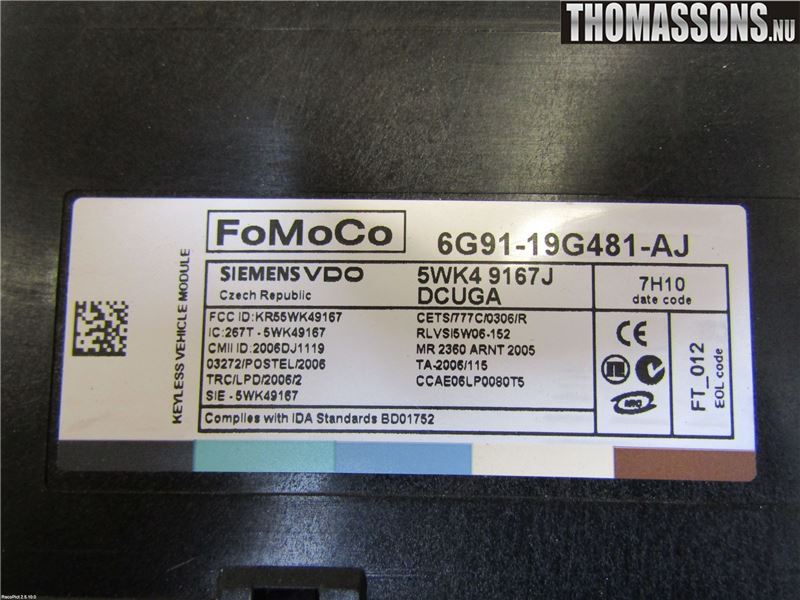 THOMASSONS.NU
KEYLESS VEHICLE MODULE
FoMoCo
6G91-19G481-AJ
SIEMENS VDO
Czech Republic
5WK4 9167J
DCUGA
7H10
date code
FCC ID:KR55WK49167
IC:267T - 5WK49167
CMII ID:2006DJ1119
03272/POSTEL/2006
TRC/LPD/2006/2
SIE - 5WK49167
CETS/777C/0306/R
RLVSI5W06-152
MR 2360 ARNT 2005
TA-2006/115
CCAE06LP0080T5
CE
FT_012
EOL code
Complies with IDA Standards BD01752